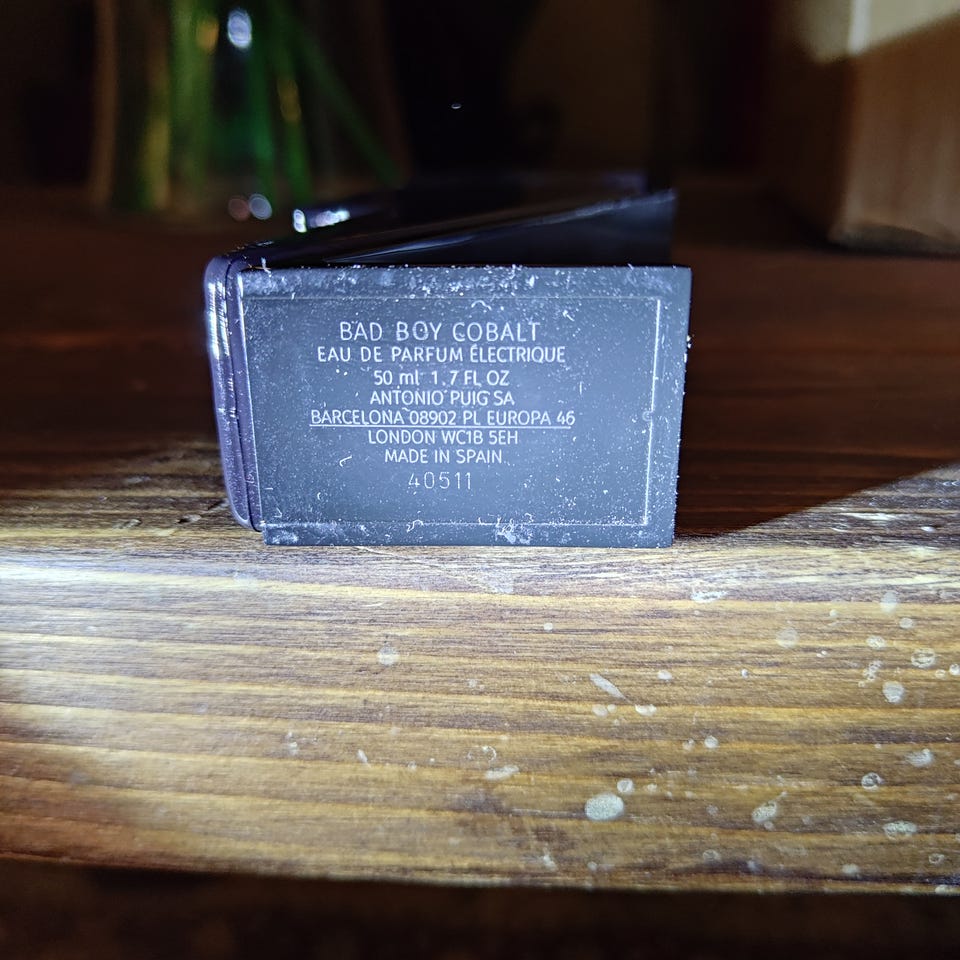 BAD BOY COBALT
EAU DE PARFUM ÉLECTRIQUE
50 ml 1.7 FL OZ
ANTONIO PUIG SA
BARCELONA 08902 PL EUROPA 46
LONDON WC1B 5EH
MADE IN SPAIN
40511